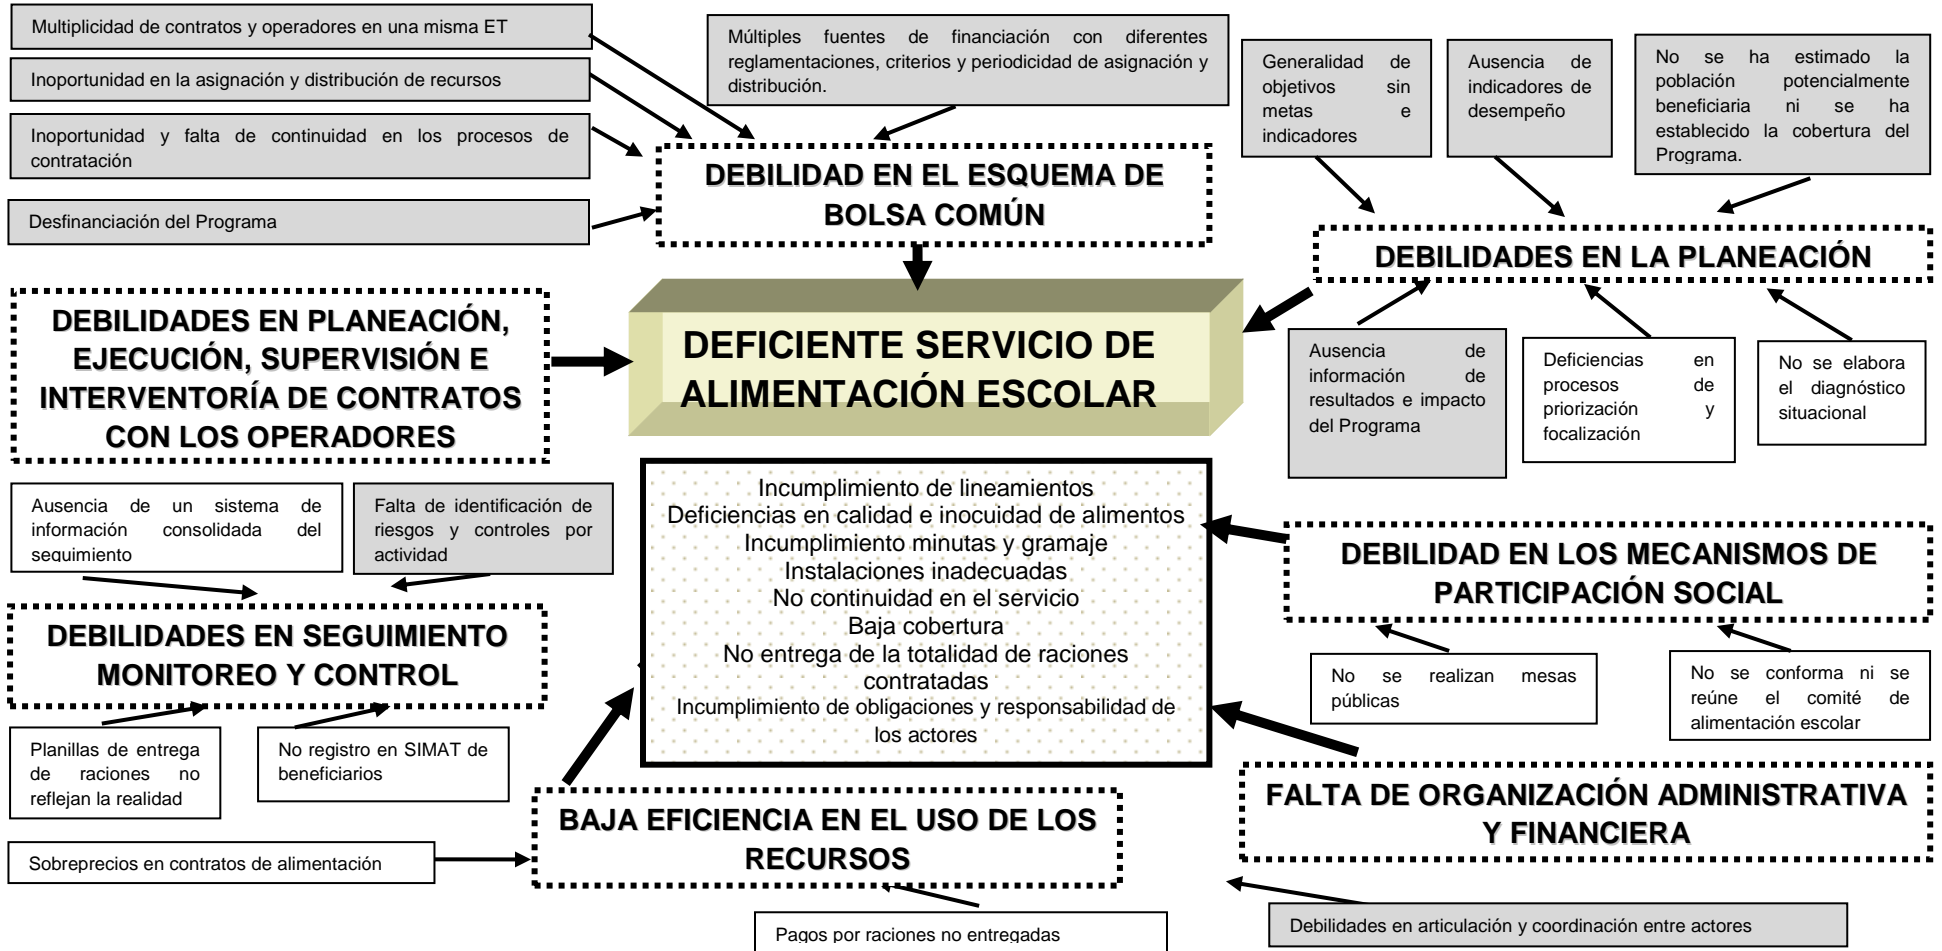 Multiplicidad de contratos y operadores en una misma ET
Inoportunidad en la asignación y distribución de recursos
Inoportunidad y falta de continuidad en los procesos de
contratación
Desfinanciación del Programa
Múltiples fuentes de financiación con diferentes
reglamentaciones, criterios y periodicidad de asignación y
distribución.
DEBILIDAD EN EL ESQUEMA DE
BOLSA COMÚN
Generalidad de
objetivos sin
metas e
indicadores
Ausencia de
indicadores de
desempeño
No se ha estimado la
población potencialmente
beneficiaria ni se ha
establecido la cobertura del
Programa.
DEBILIDADES EN LA PLANEACIÓN
DEBILIDADES EN PLANEACIÓN,
EJECUCIÓN, SUPERVISIÓN E
INTERVENTORÍA DE CONTRATOS
CON LOS OPERADORES
DEFICIENTE SERVICIO DE
ALIMENTACIÓN ESCOLAR
Ausencia de
información de
resultados e impacto
del Programa
Deficiencias en
procesos de
priorización y
focalización
No se elabora
el diagnóstico
situacional
Ausencia de un sistema de
información consolidada del
seguimiento
Falta de identificación de
riesgos y controles por
actividad
Incumplimiento de lineamientos
Deficiencias en calidad e inocuidad de alimentos
Incumplimiento minutas y gramaje
Instalaciones inadecuadas
No continuidad en el servicio
Baja cobertura
No entrega de la totalidad de raciones
contratadas
Incumplimiento de obligaciones y responsabilidad de
los actores
DEBILIDAD EN LOS MECANISMOS DE
PARTICIPACIÓN SOCIAL
DEBILIDADES EN SEGUIMIENTO
MONITOREO Y CONTROL
No se realizan mesas
públicas
No se conforma ni se
reúne el comité de
alimentación escolar
Planillas de entrega
de raciones no
reflejan la realidad
No registro en SIMAT de
beneficiarios
FALTA DE ORGANIZACIÓN ADMINISTRATIVA
Y FINANCIERA
BAJA EFICIENCIA EN EL USO DE LOS
RECURSOS
Sobreprecios en contratos de alimentación
Pagos por raciones no entregadas
Debilidades en articulación y coordinación entre actores